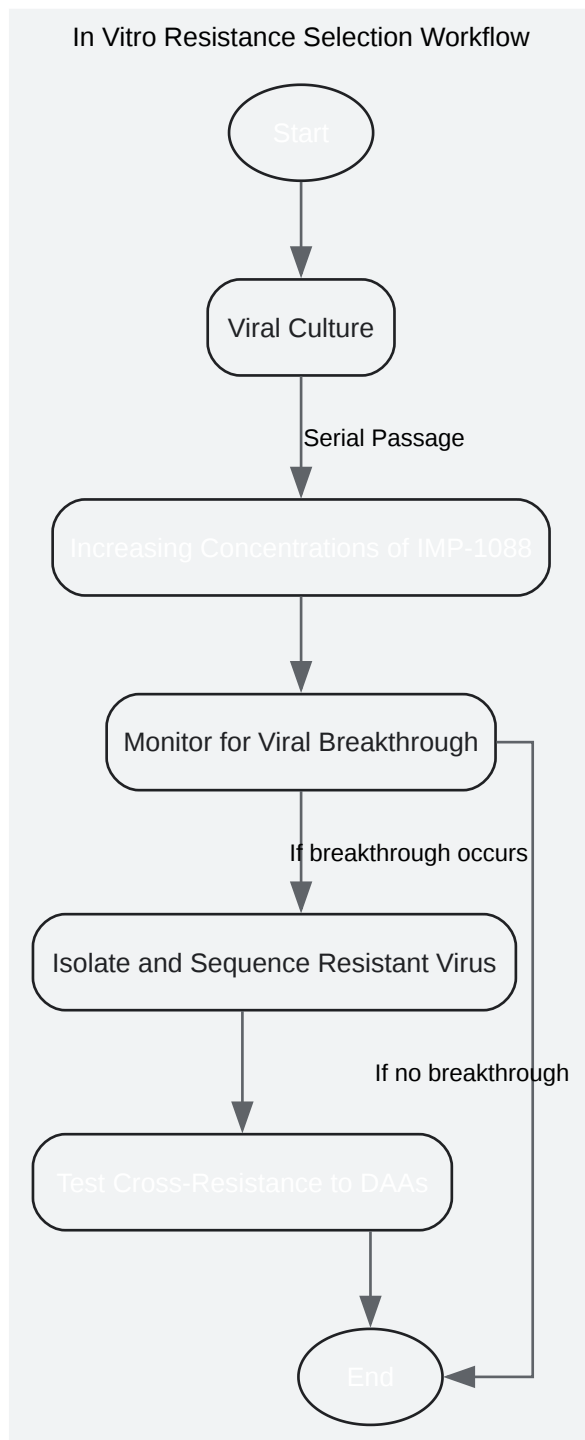 In Vitro Resistance Selection Workflow
Start
Viral Culture
Serial Passage
Increasing Concentrations of IMP-1088
Monitor for Viral Breakthrough
If breakthrough occurs
Isolate and Sequence Resistant Virus
If no breakthrough
Test Cross-Resistance to DAAs
End